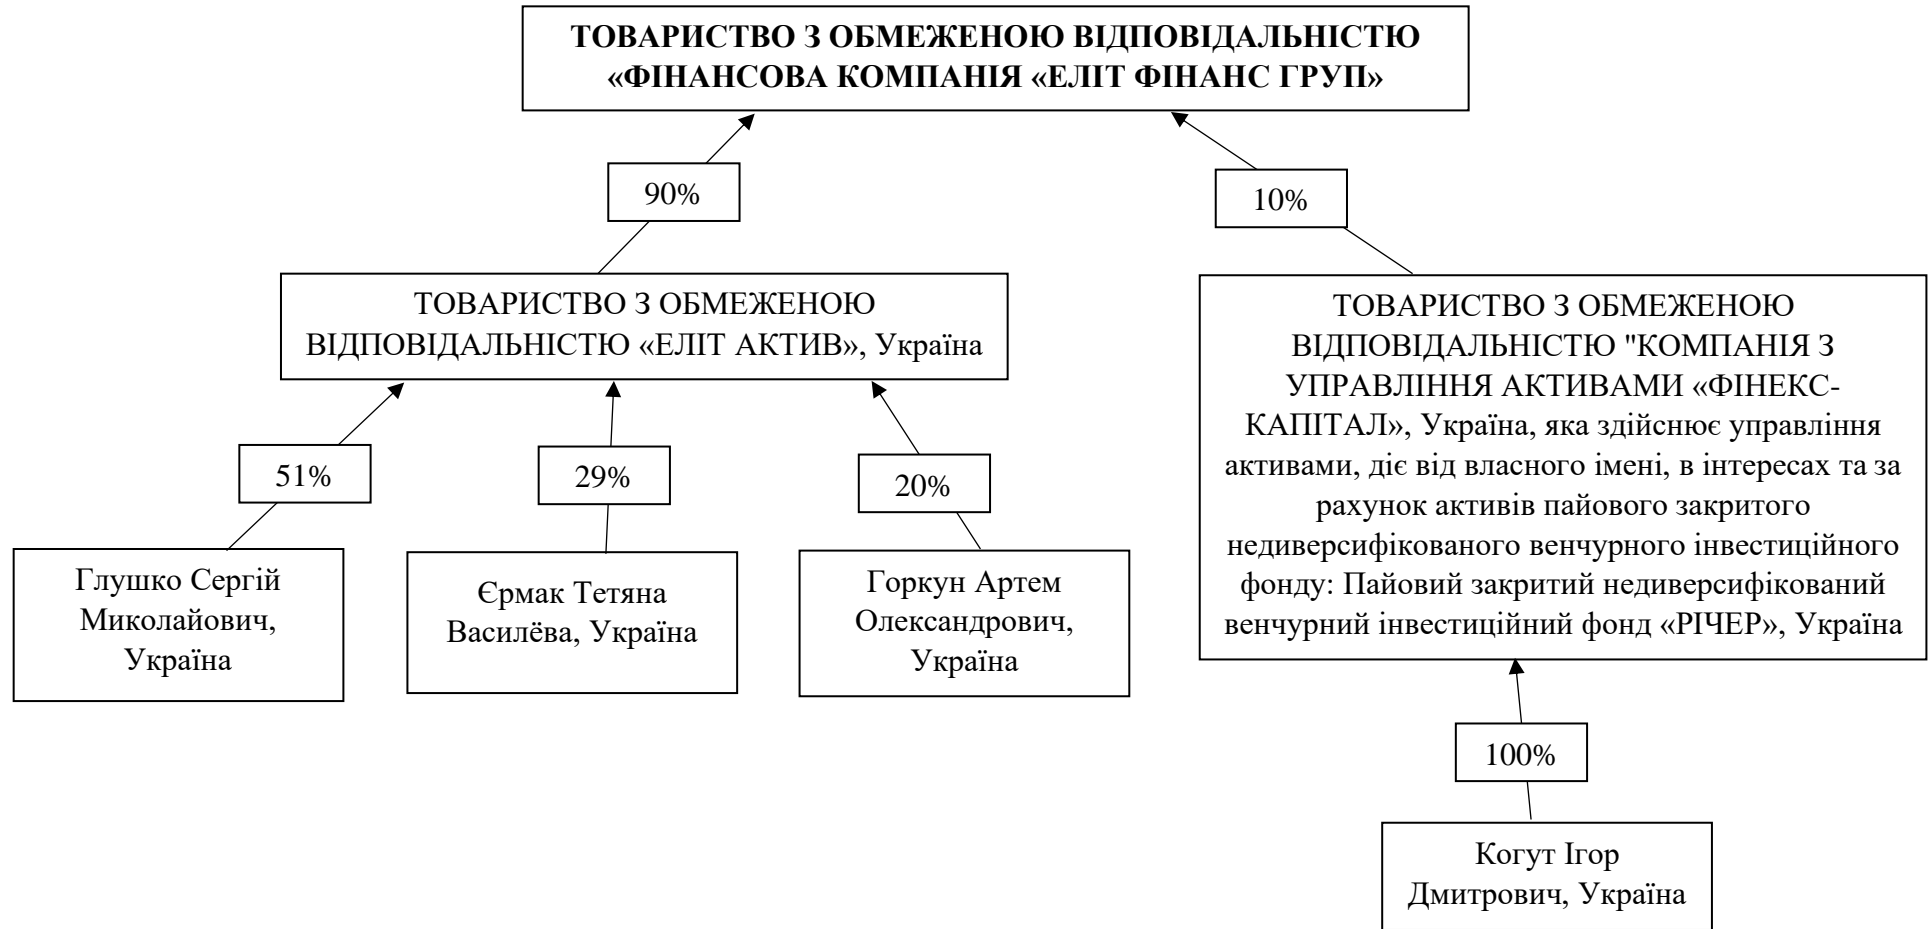 ТОВАРИСТВО З ОБМЕЖЕНОЮ ВІДПОВІДАЛЬНІСТЮ
«ФІНАНСОВА КОМПАНІЯ «ЕЛІТ ФІНАНС ГРУП»
90%
10%
ТОВАРИСТВО З ОБМЕЖЕНОЮ
ВІДПОВІДАЛЬНІСТЮ «ЕЛІТ АКТИВ», Україна
ТОВАРИСТВО З ОБМЕЖЕНОЮ
ВІДПОВІДАЛЬНІСТЮ "КОМПАНІЯ З
УПРАВЛІННЯ АКТИВАМИ «ФІНЕКС-
КАПІТАЛ», Україна, яка здійснює управління
активами, діє від власного імені, в інтересах та за
рахунок активів пайового закритого
недиверсифікованого венчурного інвестиційного
фонду: Пайовий закритий недиверсифікований
венчурний інвестиційний фонд «РІЧЕР», Україна
51%
29%
20%
Глушко Сергій
Миколайович,
Україна
Єрмак Тетяна
Василёва, Україна
Горкун Артем
Олександрович,
Україна
100%
Когут Ігор
Дмитрович, Україна